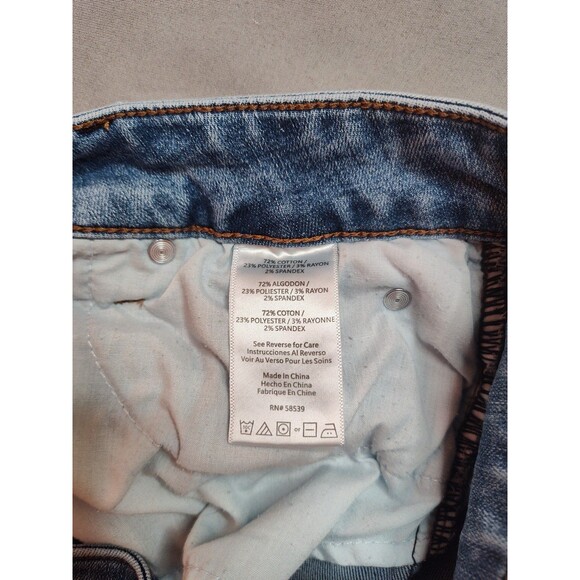 72% COTTON /
23% POLYESTER / 3% RAYON
2% SPANDEX
72% ALGODON /
23% POLIESTER / 3% RAYON
2% SPANDEX
72% COTON /
23% POLYESTER / 3% RAYONNE
2% SPANDEX
See Reverse for Care
Instrucciones Al Reverso
Voir Au Verso Pour Les Soins
Made In China
Hecho En China
Fabrique En Chine
RN# 58539
or